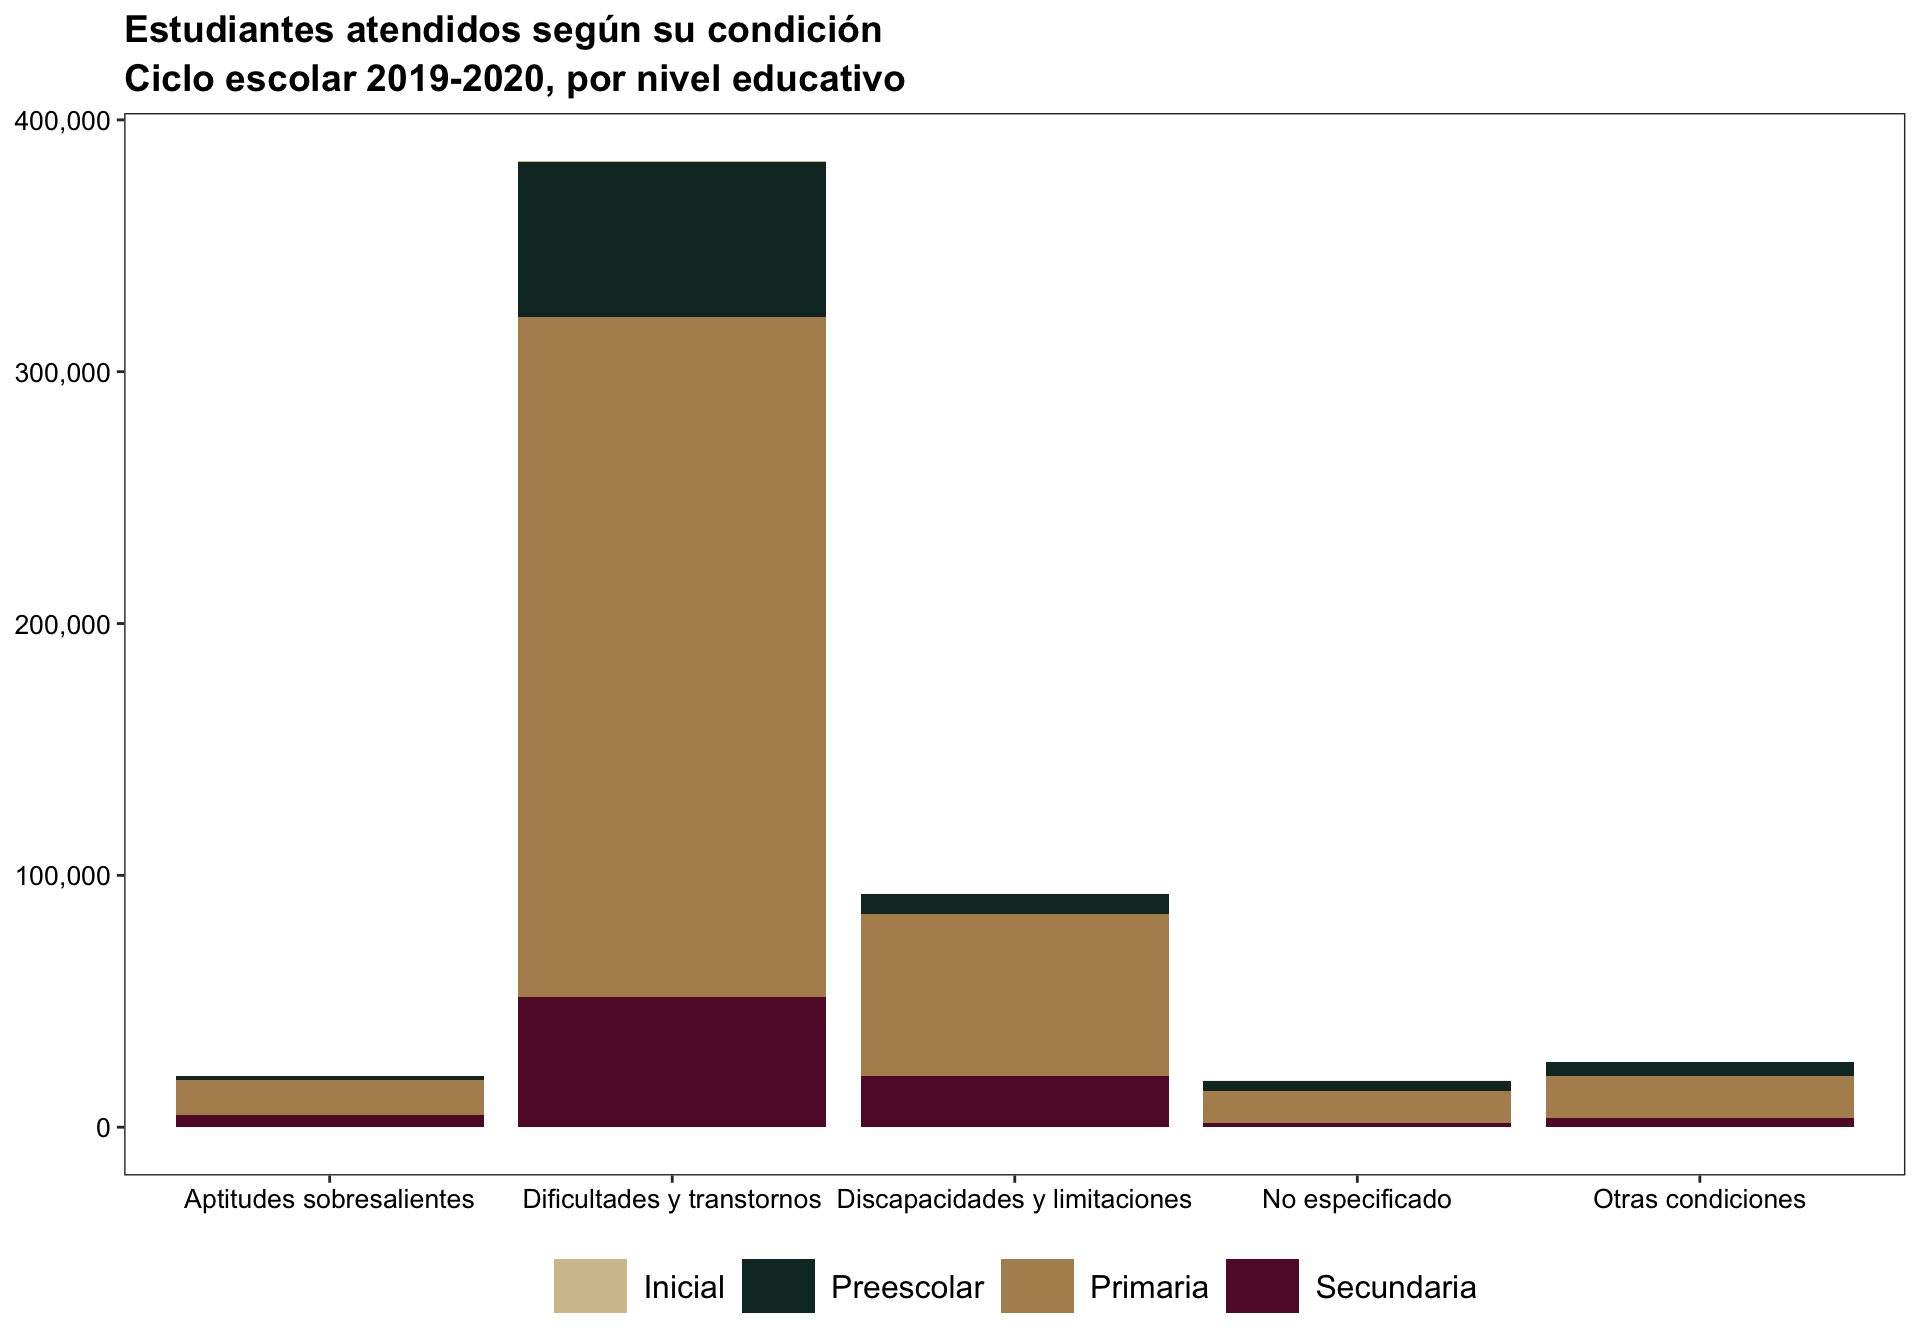 Estudiantes atendidos según su condición
Ciclo escolar 2019-2020, por nivel educativo
400,000
300,000
200,000
100,000
0
Aptitudes sobresalientes
Dificultades y transtornos
Discapacidades y limitaciones
No especificado
Otras condiciones
Inicial
Preescolar
Primaria
Secundaria